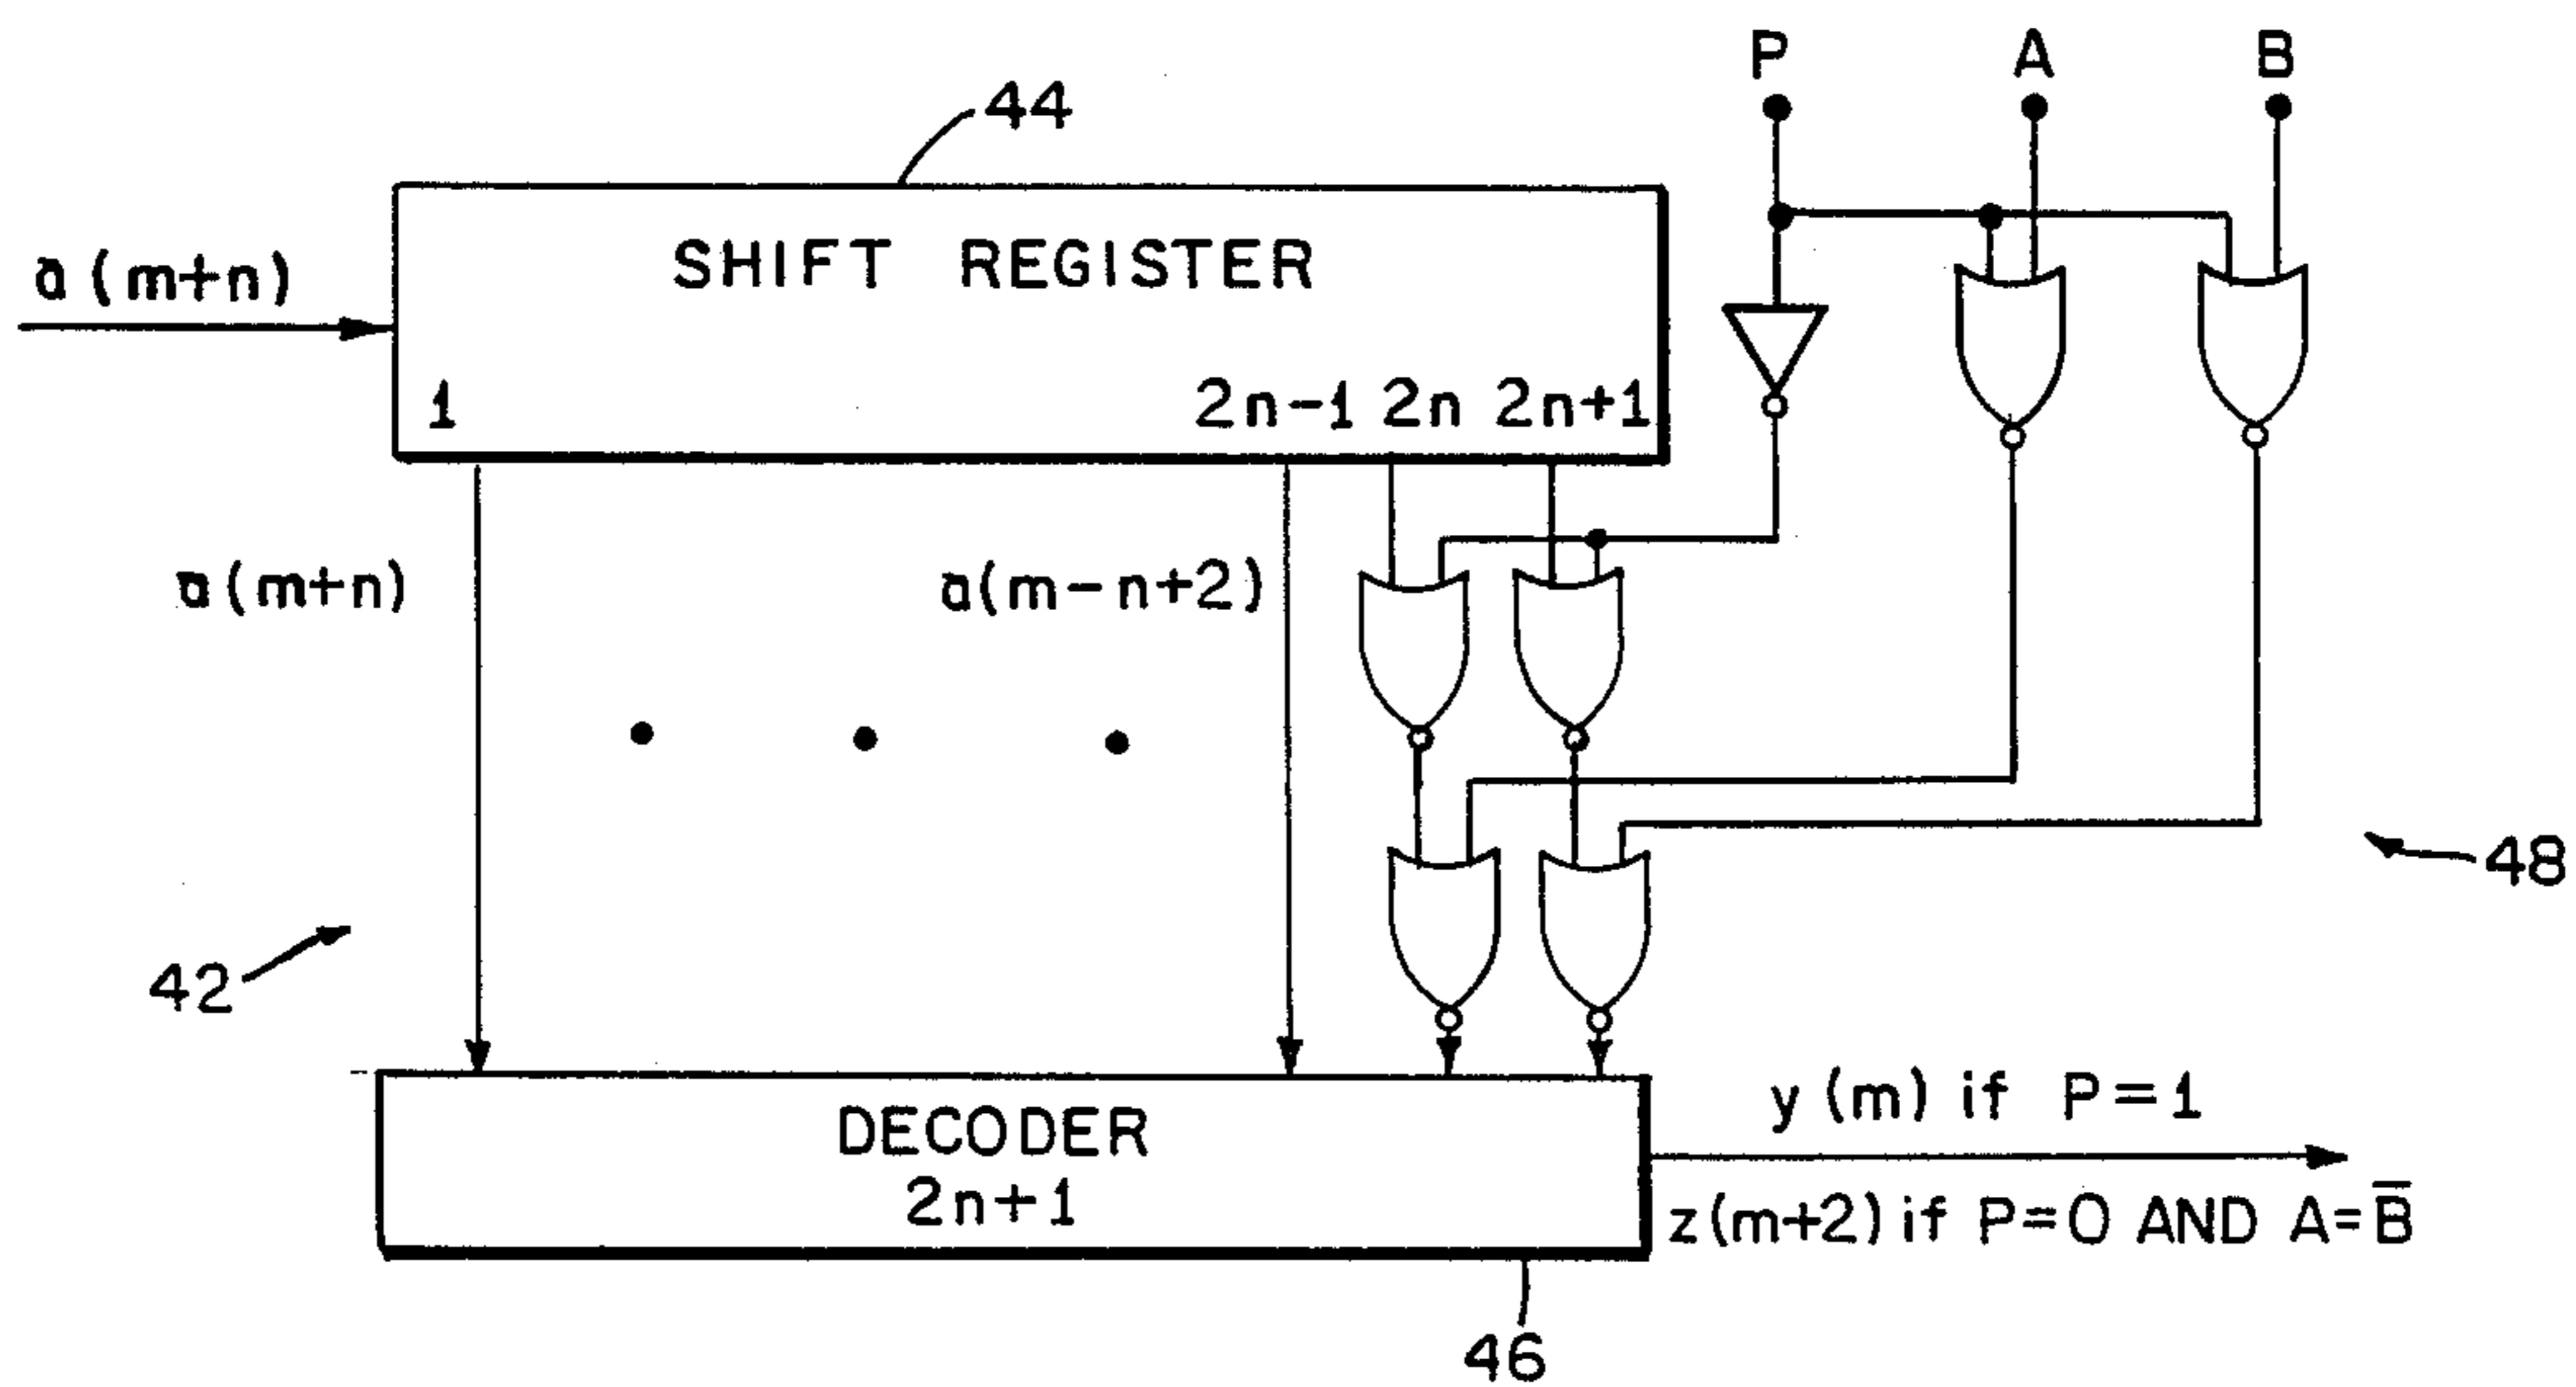 P A B
44
a(m+n)
SHIFT REGISTER
1 2n-1 2n 2n+1
a(m+n)
a(m-n+2)
48
42
DECODER
2n+1
y(m) if P=1
z(m+2) if P=0 AND A=B̅
46